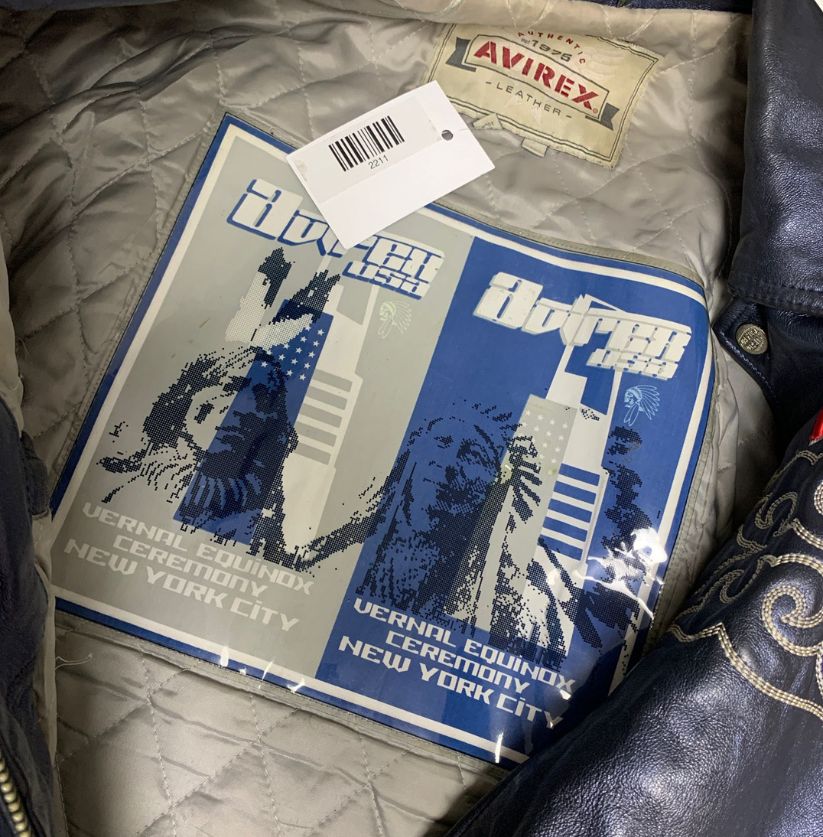 AUTHENTIC
1975
AVIREX
- LEATHER -
2211
avirex
usa
VERNAL EQUINOX
CEREMONY
NEW YORK CiTY
avirex
usa
VERNAL EQUINOX
CEREMONY
NEW YORK CiTY